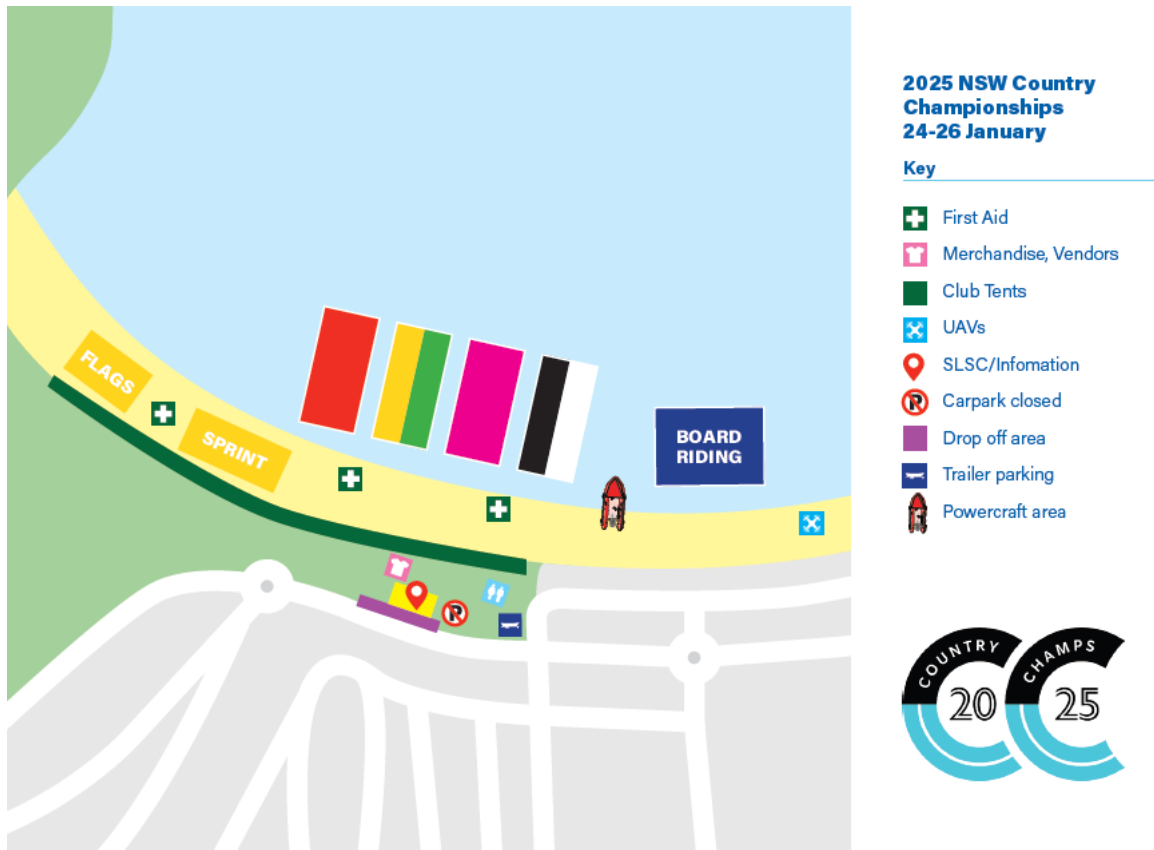 2025 NSW Country
Championships
24-26 January
Key
First Aid
Merchandise, Vendors
Club Tents
UAVs
SLSC/Infomation
P
Carpark closed
Drop off area
Trailer parking
Powercraft area
FLAGS
SPRINT
BOARD
RIDING
P
COUNTRY
20
CHAMPS
25